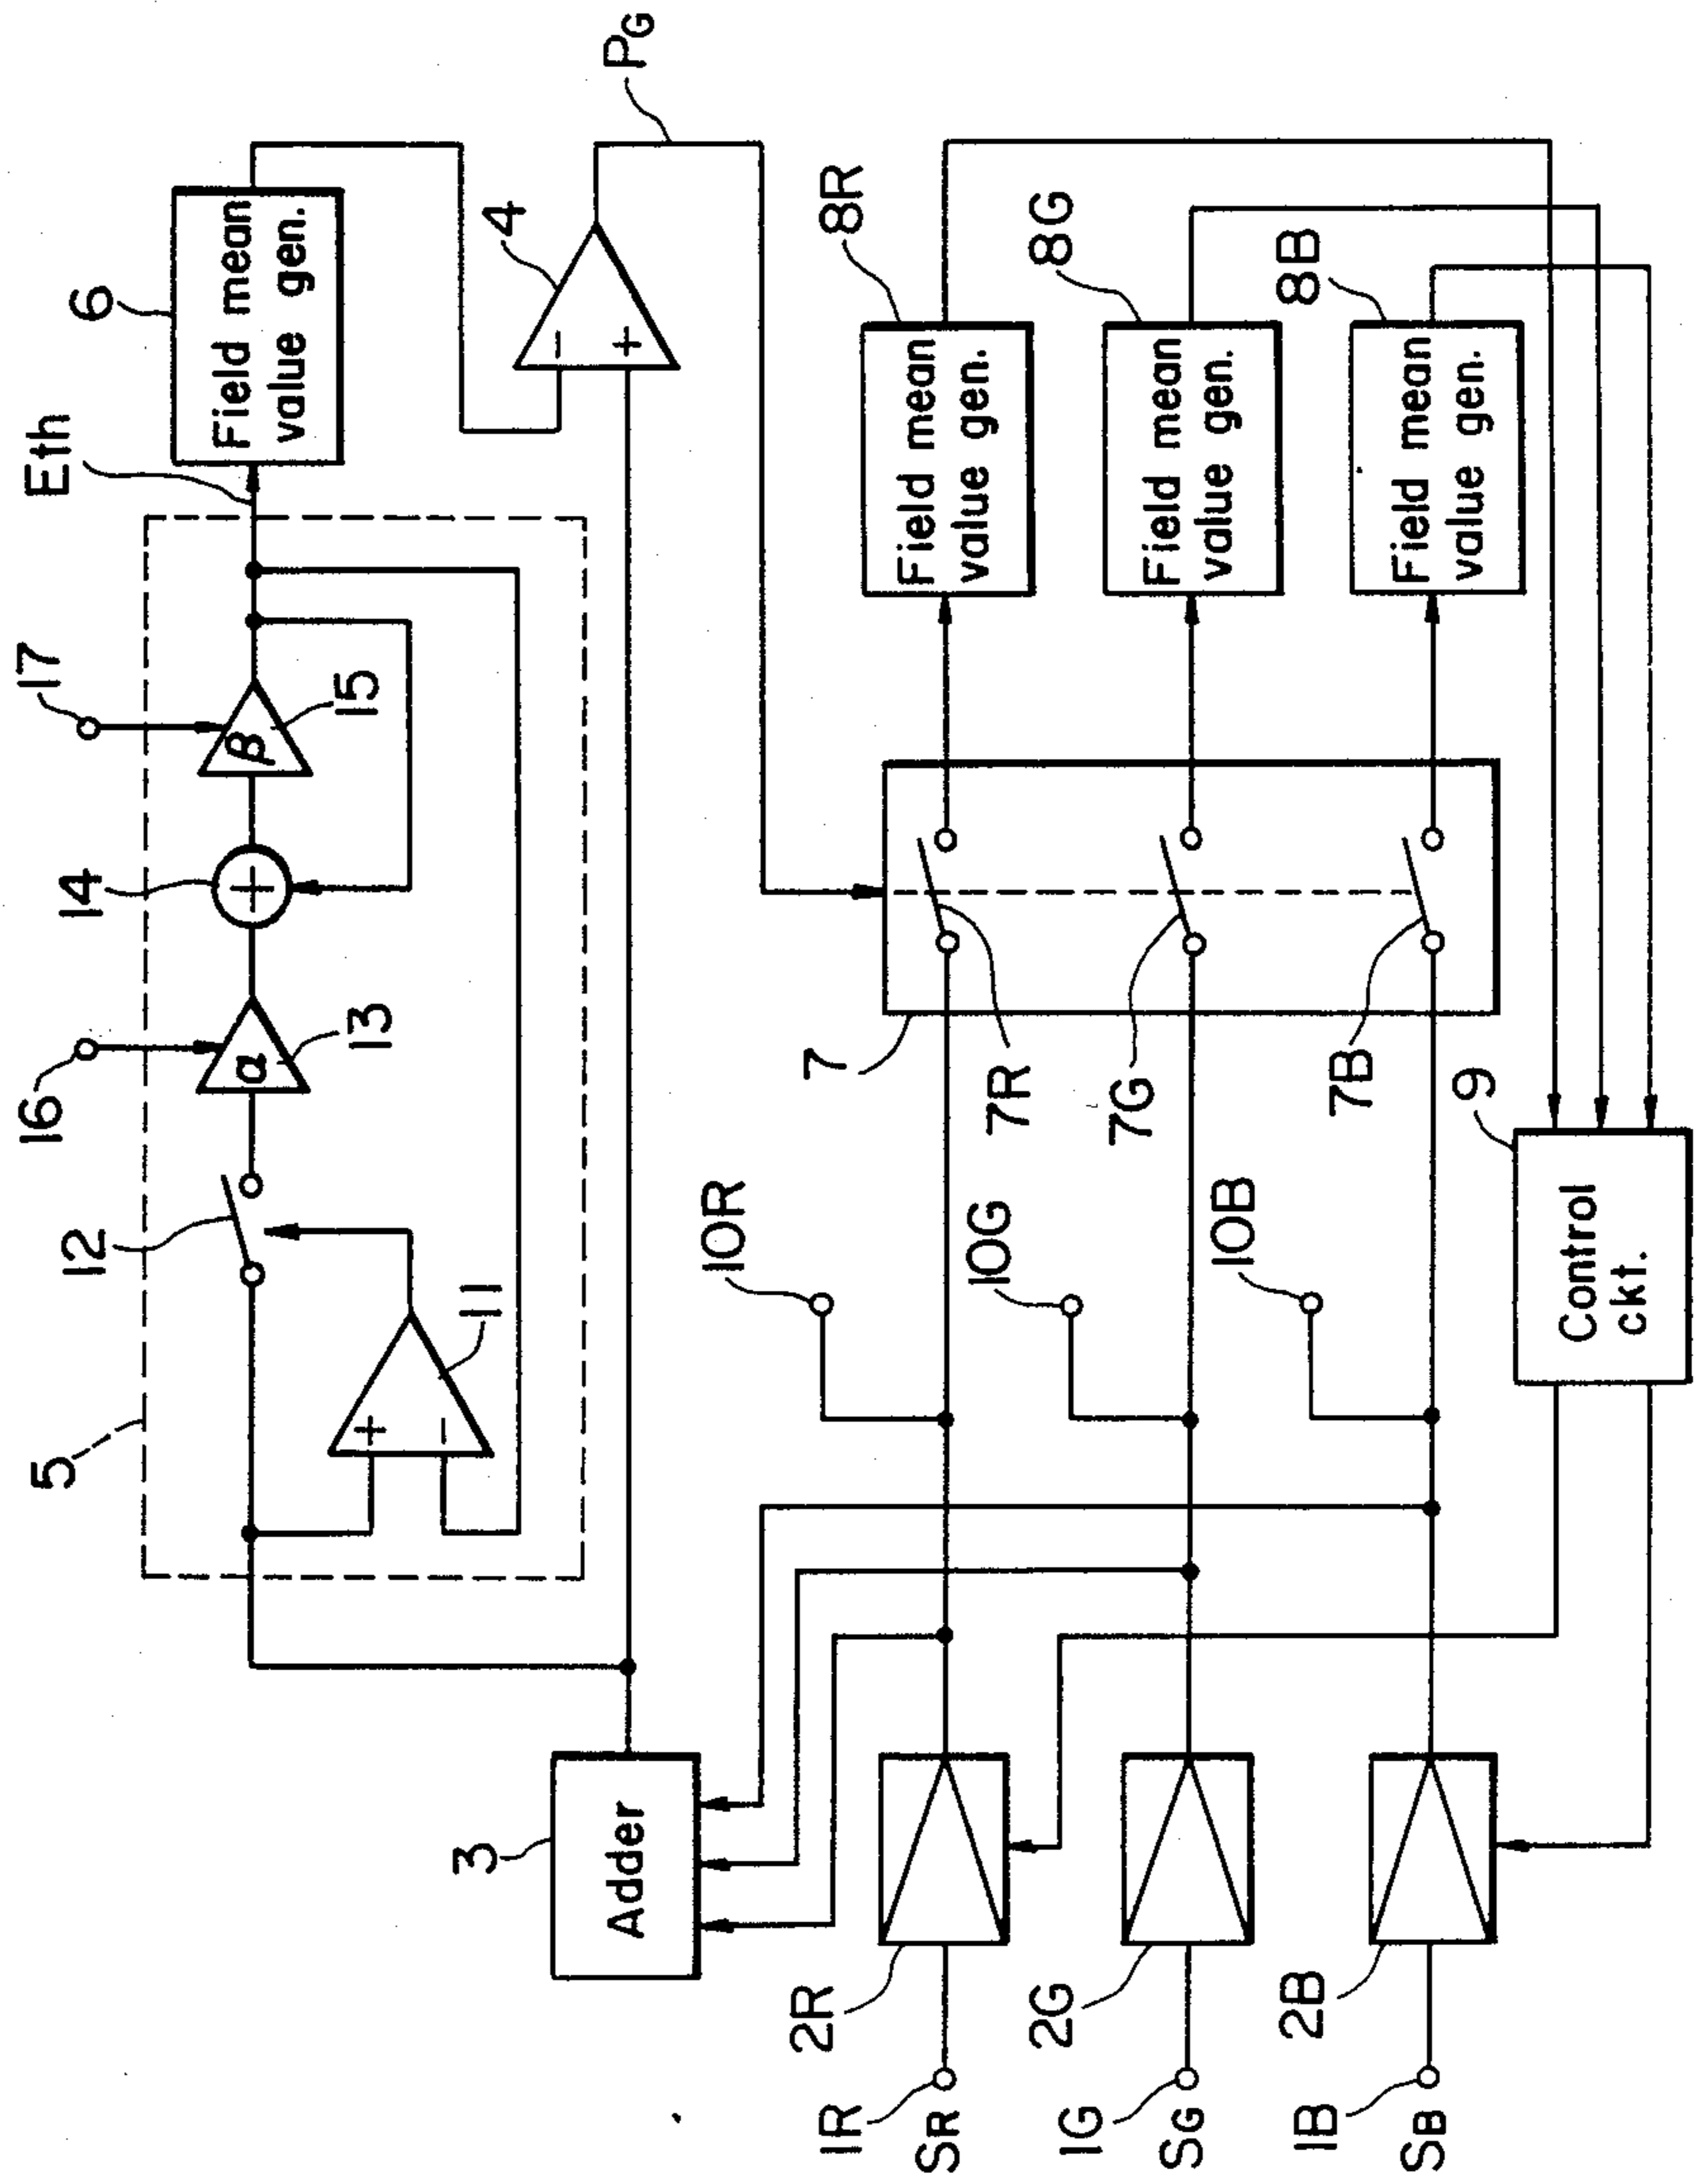 17
Eth
6
Field mean
value gen.
16
14
β
15
12
α
13
5
+
11
+
−
4
−
+
PG
3
Adder
10R
7
7R
8R
Field mean
value gen.
2R
1R
SR
10G
7G
8G
Field mean
value gen.
2G
1G
SG
10B
7B
8B
Field mean
value gen.
2B
1B
SB
9
Control
ckt.